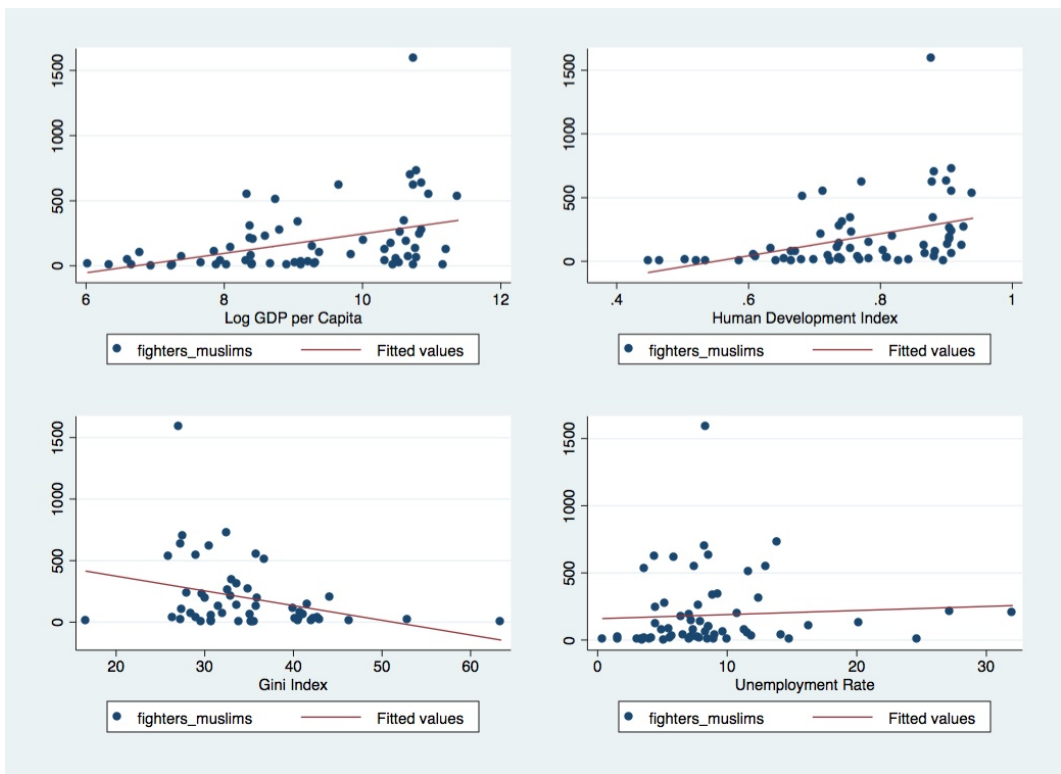 1500
1000
500
0
6 8 10 12
Log GDP per Capita
fighters_muslims Fitted values
1500
1000
500
0
.4 .6 .8 1
Human Development Index
fighters_muslims Fitted values
1500
1000
500
0
20 30 40 50 60
Gini Index
fighters_muslims Fitted values
1500
1000
500
0
0 10 20 30
Unemployment Rate
fighters_muslims Fitted values